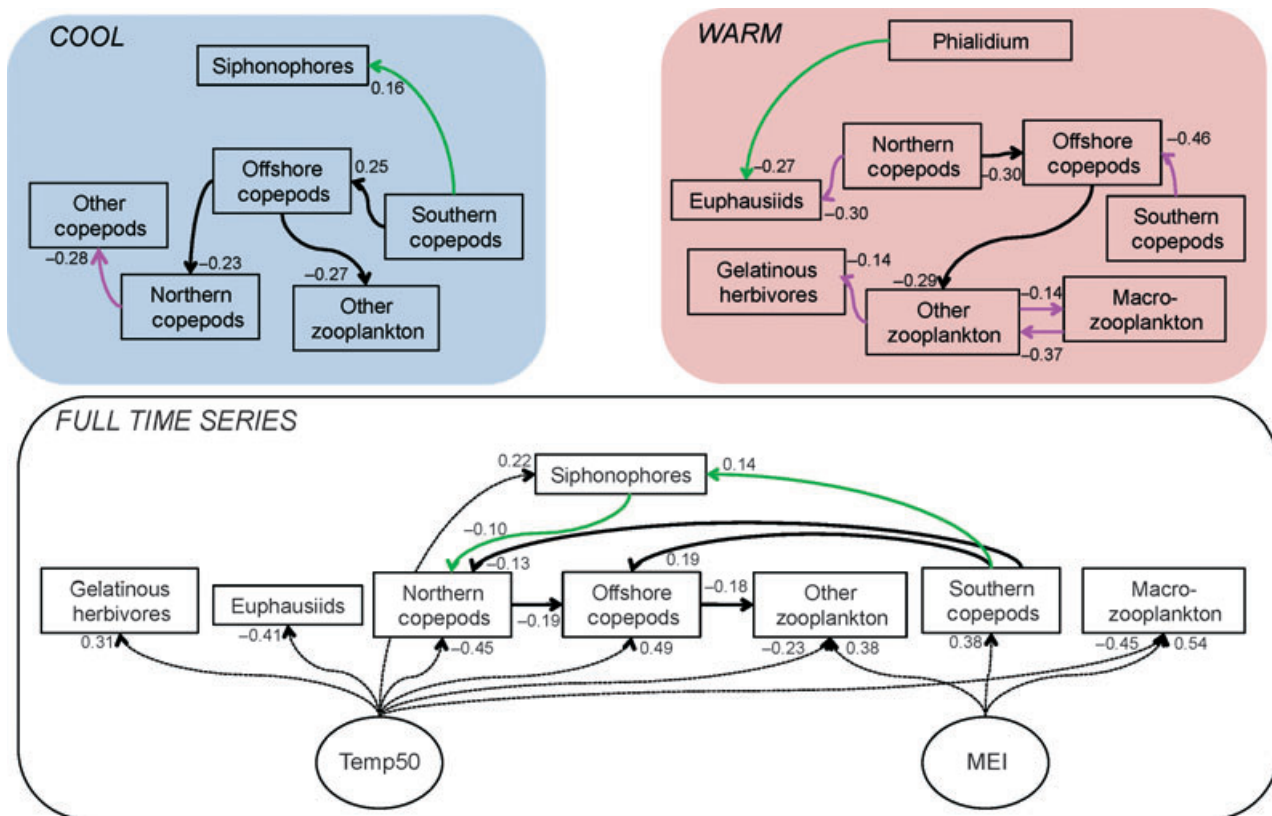 COOL
Siphonophores
0.16
Offshore
copepods
0.25
Other
copepods
−0.28
Southern
copepods
−0.23
−0.27
Northern
copepods
Other
zooplankton
WARM
Phialidium
Northern
copepods
Offshore
copepods
−0.46
−0.27
−0.30
Euphausiids
−0.30
Southern
copepods
Gelatinous
herbivores
−0.14
−0.29
−0.14
Other
zooplankton
Macro-
zooplankton
−0.37
FULL TIME SERIES
0.22
Siphonophores
0.14
−0.10
−0.13
0.19
Gelatinous
herbivores
0.31
Euphausiids
−0.41
Northern
copepods
−0.45
−0.19
Offshore
copepods
0.49
−0.18
Other
zooplankton
−0.23
0.38
Southern
copepods
0.38
Macro-
zooplankton
−0.45
0.54
Temp50
MEI